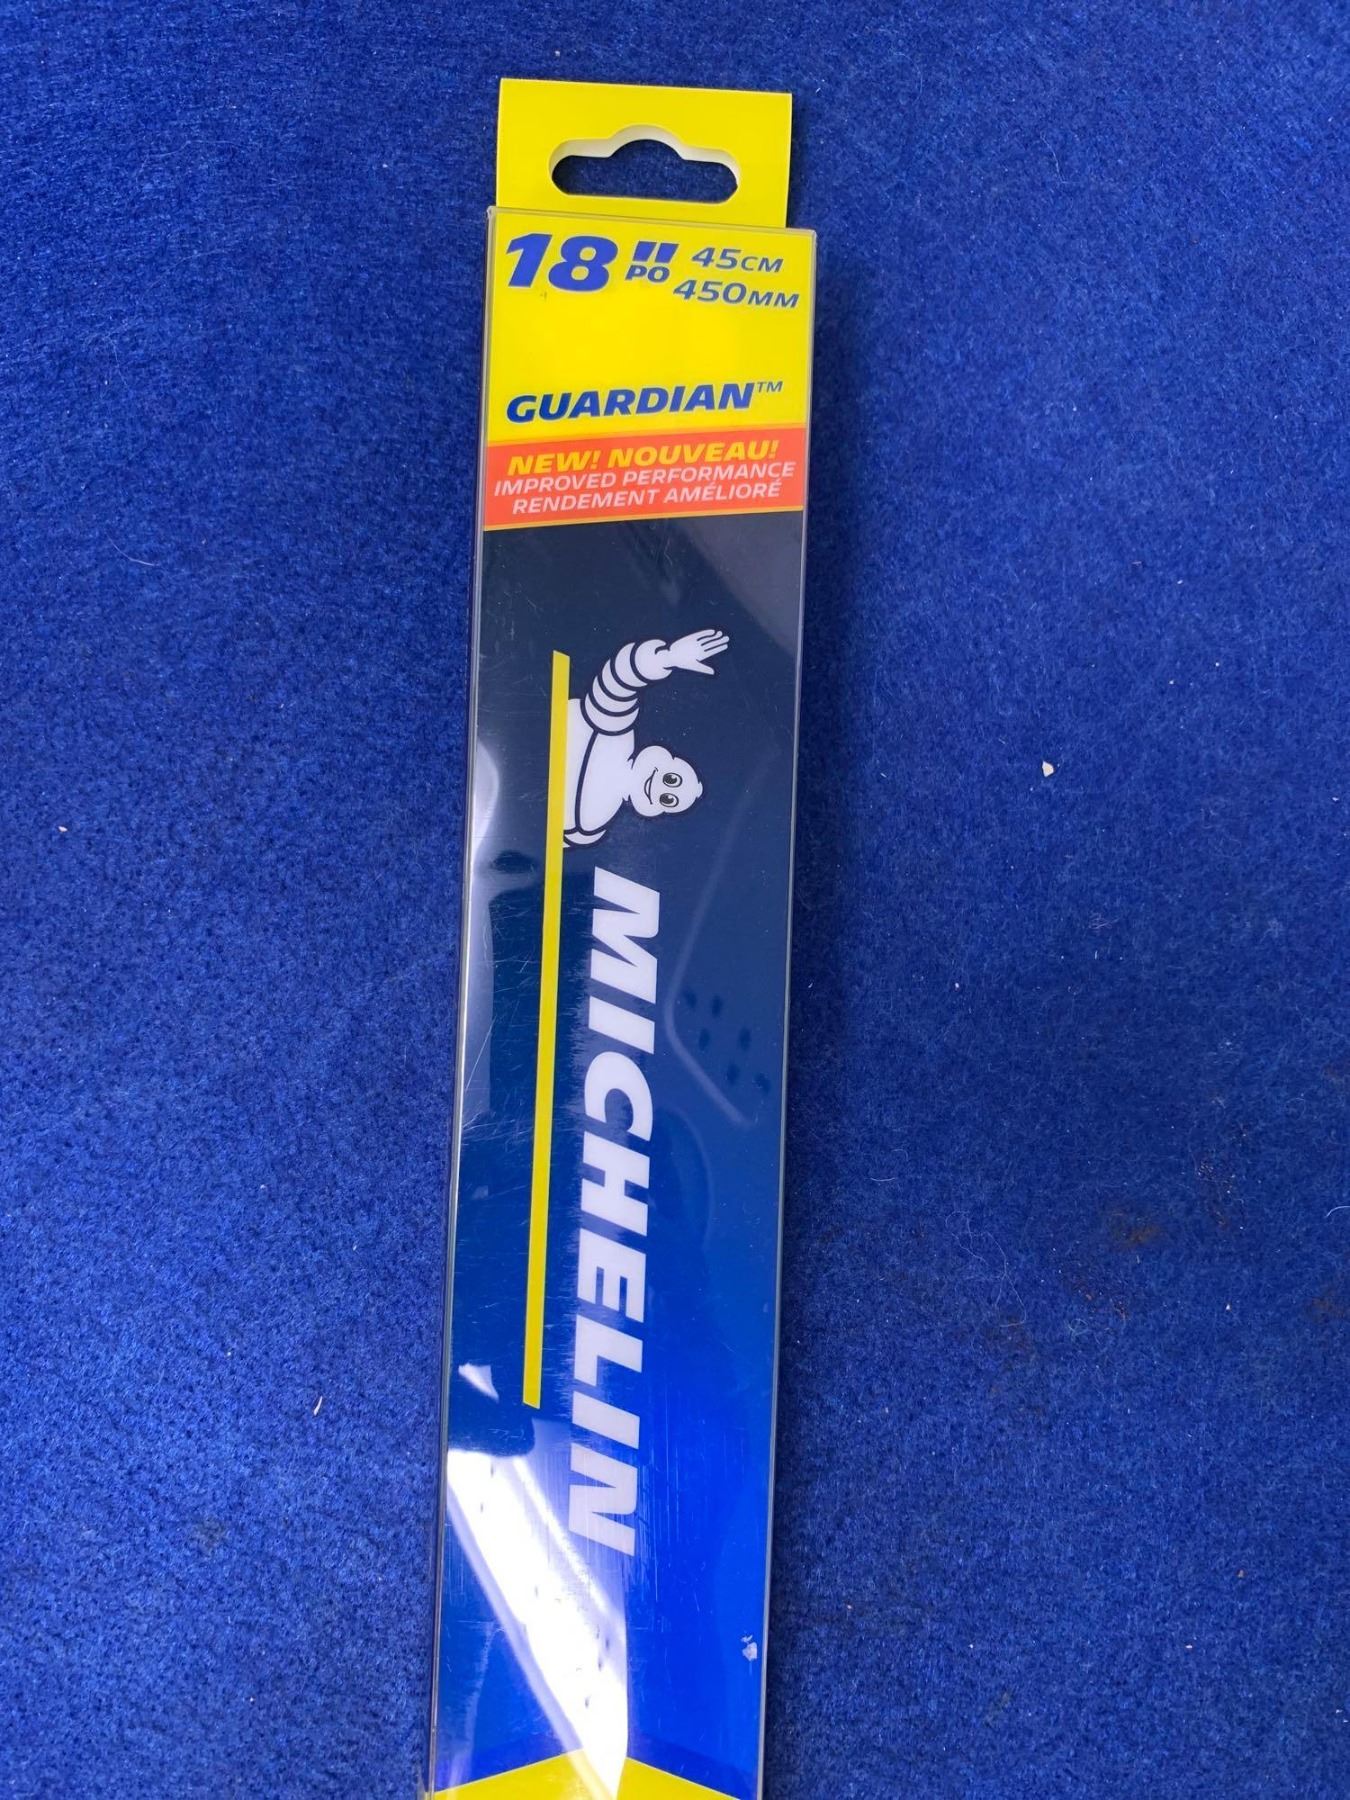 18" PO 45CM
450MM
GUARDIAN™
NEW! NOUVEAU!
IMPROVED PERFORMANCE
RENDEMENT AMÉLIORÉ
MICHELIN